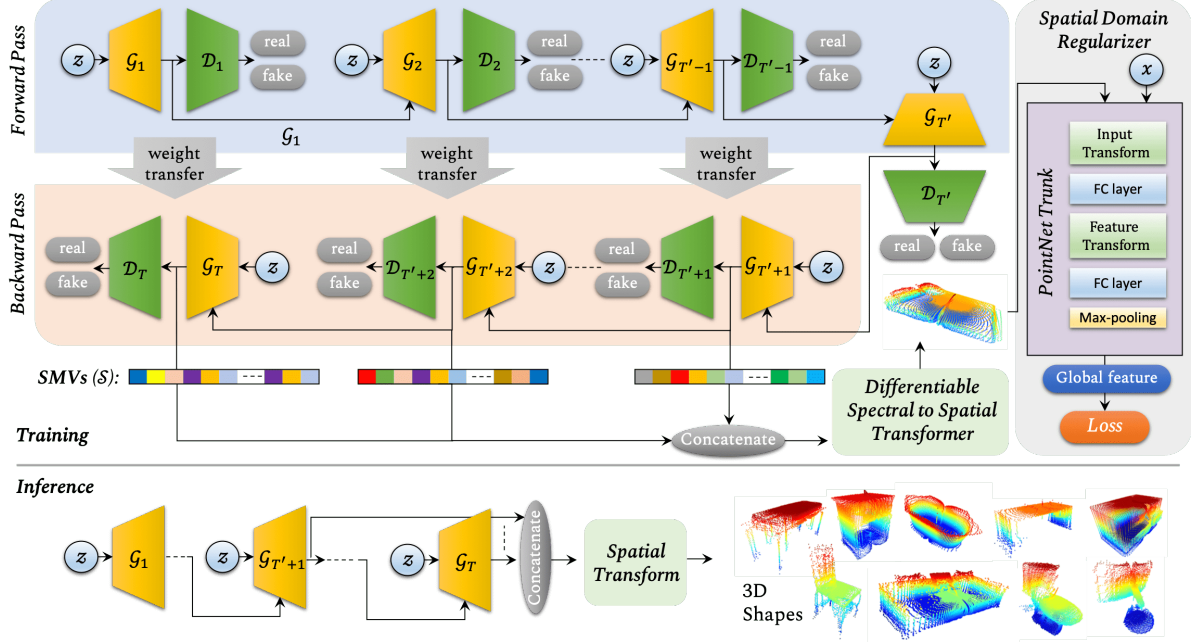 Forward Pass
z
𝒢1
𝒟1
real
fake
z
𝒢2
𝒟2
real
fake
z
𝒢T′−1
𝒟T′−1
real
fake
z
𝒢T′
𝒢1
𝒟T′
real
fake
weight
transfer
weight
transfer
weight
transfer
Backward Pass
real
fake
𝒟T
𝒢T
z
real
fake
𝒟T′+2
𝒢T′+2
z
real
fake
𝒟T′+1
𝒢T′+1
z
SMVs (𝒮):
Training
Concatenate
Differentiable
Spectral to Spatial
Transformer
Spatial Domain
Regularizer
x
PointNet Trunk
Input
Transform
FC layer
Feature
Transform
FC layer
Max-pooling
Global feature
Loss
Inference
z
𝒢1
z
𝒢T′+1
z
𝒢T
Concatenate
Spatial
Transform
3D
Shapes